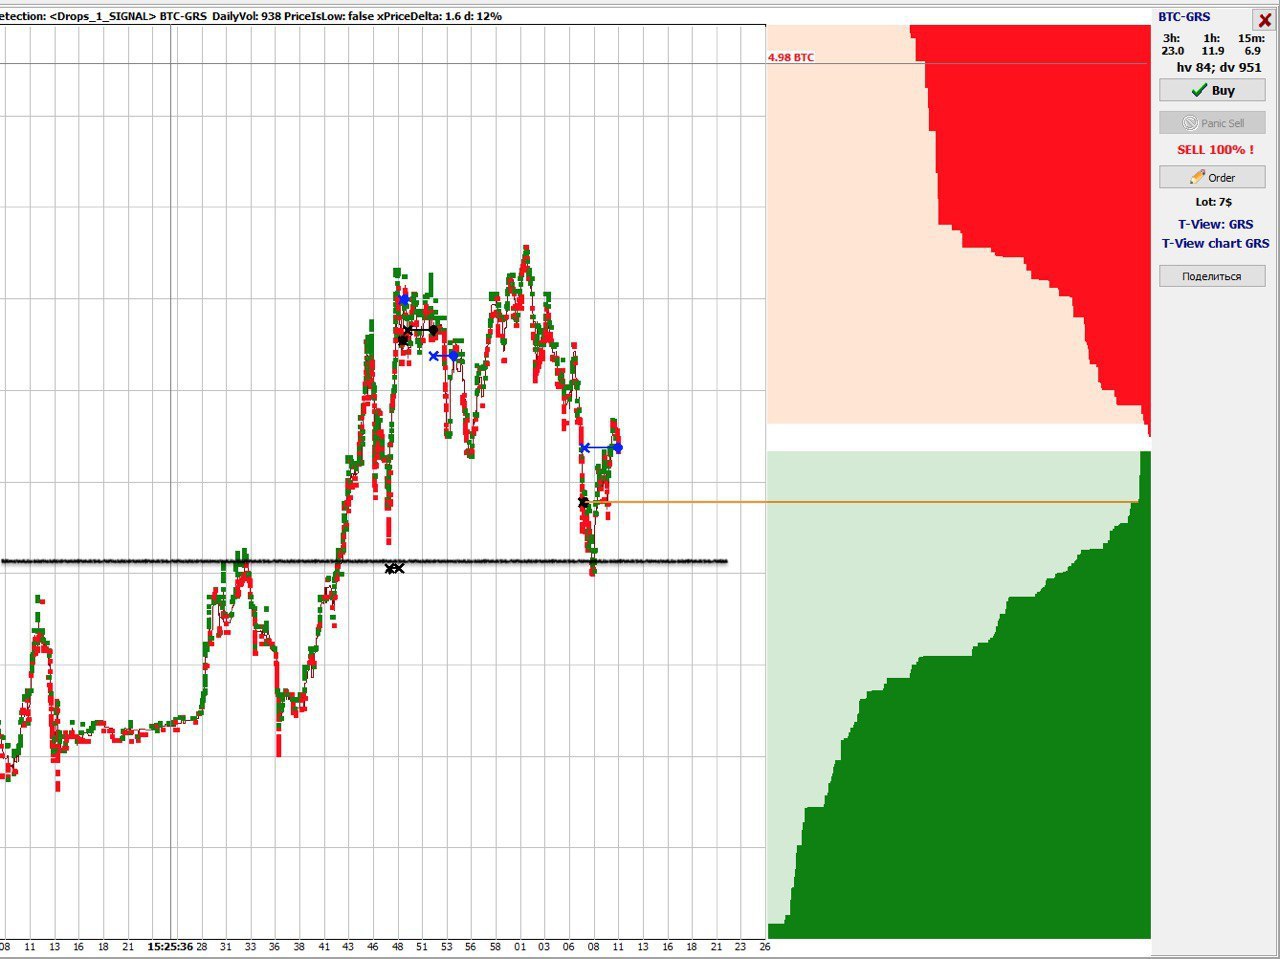 etection: <Drops_1_SIGNAL> BTC-GRS DailyVol: 938 PriceIsLow: false xPriceDelta: 1.6 d: 12%
BTC-GRS
3h: 1h: 15m:
23.0 11.9 6.9
hv 84; dv 951
Buy
Panic Sell
SELL 100% !
Order
Lot: 7$
T-View: GRS
T-View chart GRS
Поделиться
4.98 BTC
08 11 13 16 18 21 15:25:36 28 31 33 36 38 41 43 46 48 51 53 56 58 01 03 06 08 11 13 16 18 21 23 26